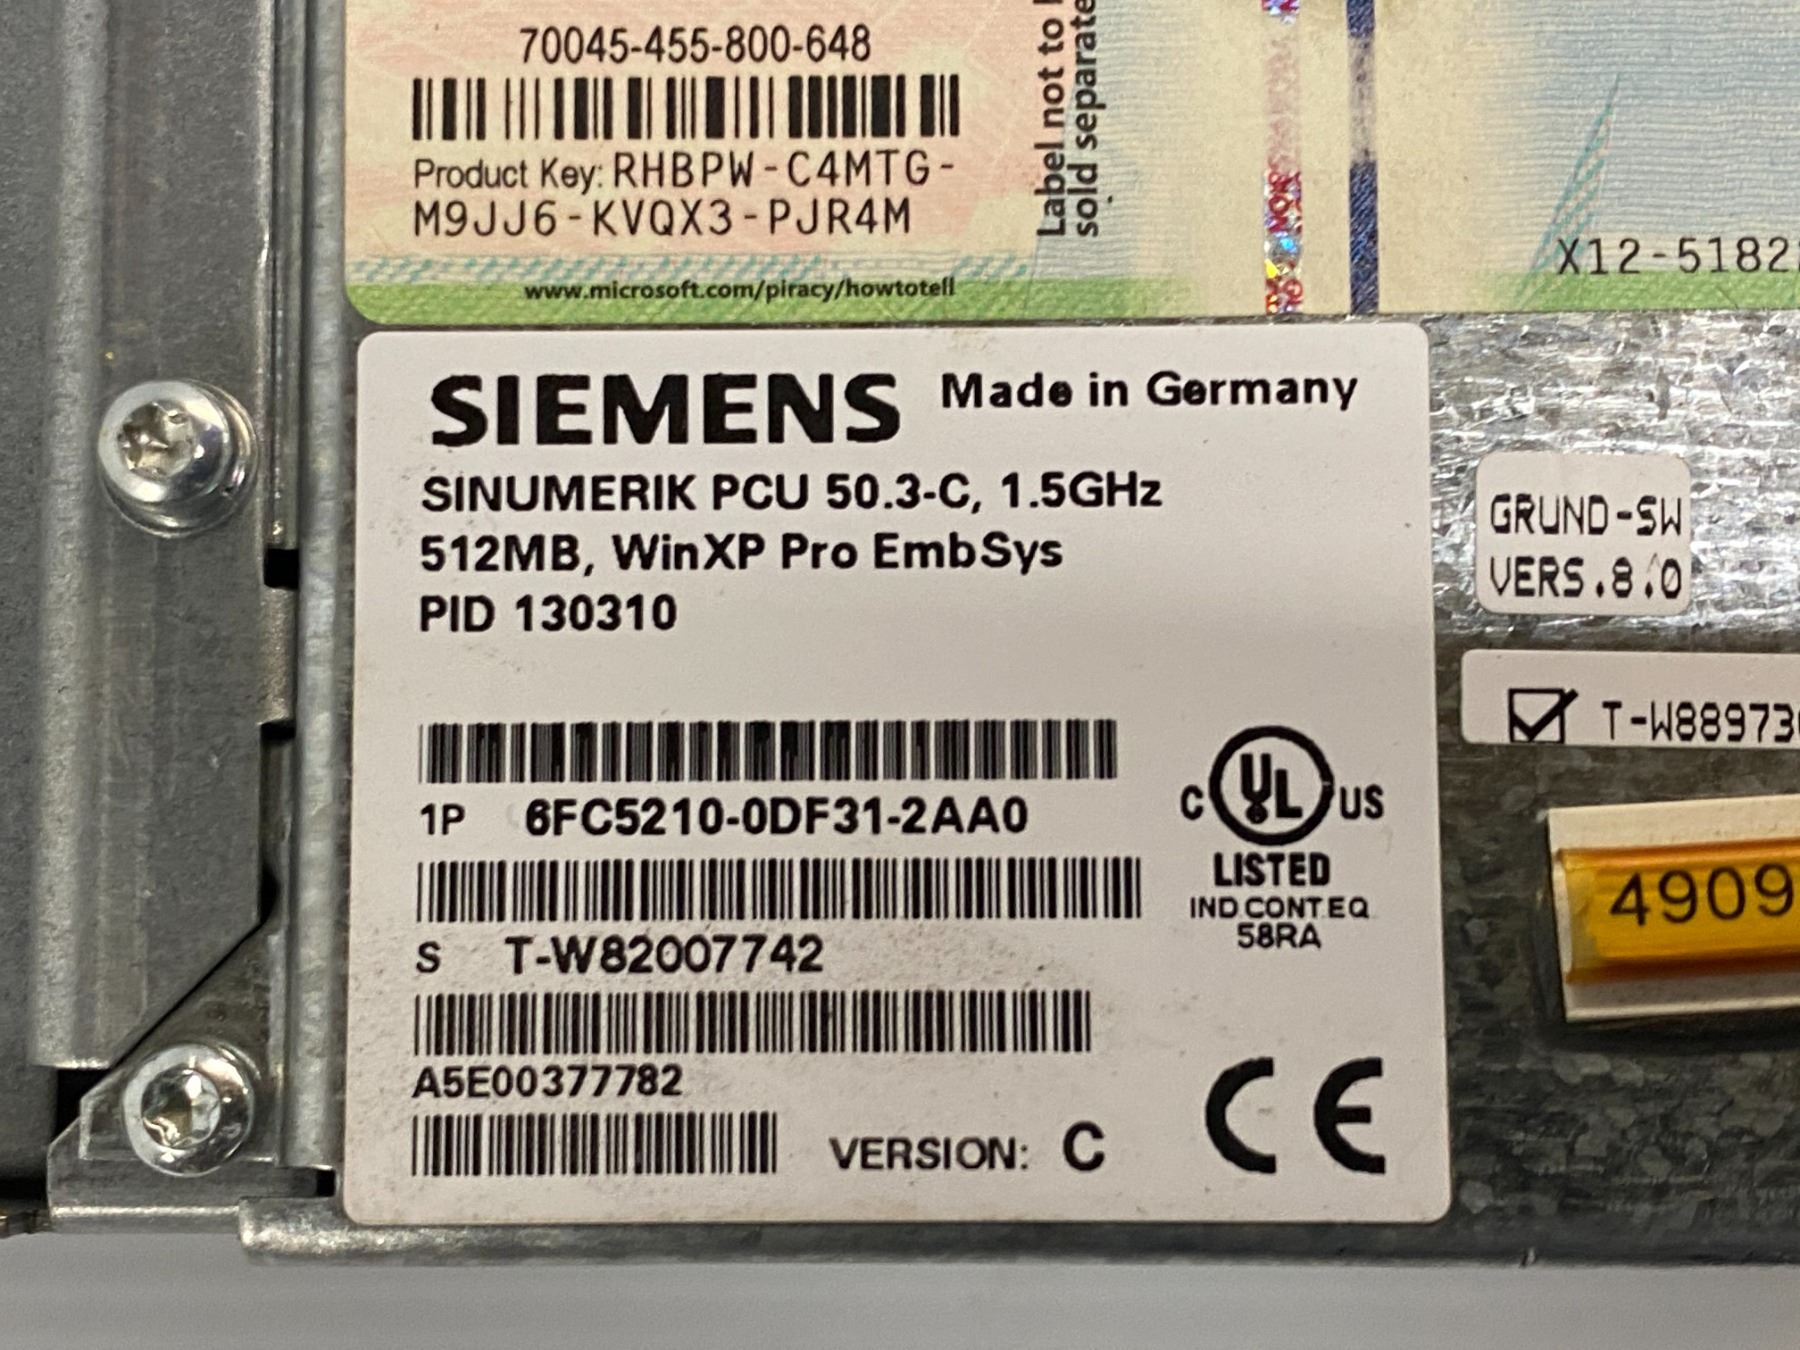 70045-455-800-648
Product Key: RHBPW-C4MTG-
M9JJ6-KVQX3-PJR4M
www.microsoft.com/piracy/howtotell
Label not to
sold separate
X12-5182
SIEMENS Made in Germany
SINUMERIK PCU 50.3-C, 1.5GHz
512MB, WinXP Pro EmbSys
PID 130310
1P 6FC5210-0DF31-2AA0
S T-W82007742
A5E00377782
VERSION: C
C UL US
LISTED
IND CONT EQ
58RA
CE
GRUND-SW
VERS.8.0
T-W889730
4909